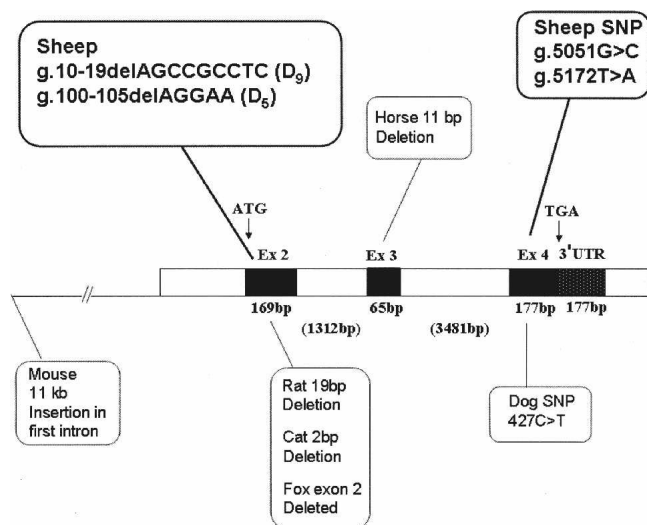 Sheep
g.10-19delAGCCGCCTC (D9)
g.100-105delAGGAA (D5)
Sheep SNP
g.5051G>C
g.5172T>A
Horse 11 bp
Deletion
ATG
TGA
Ex 2
Ex 3
Ex 4
3'UTR
169bp
65bp
177bp
177bp
(1312bp)
(3481bp)
Mouse
11 kb
Insertion in
first intron
Rat 19bp
Deletion
Cat 2bp
Deletion
Fox exon 2
Deleted
Dog SNP
427C>T